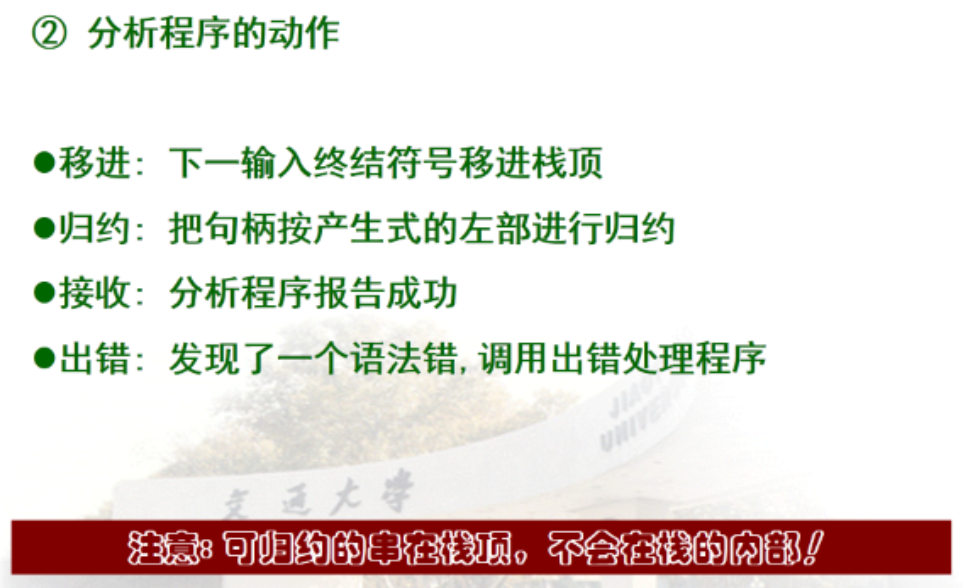 ② 分析程序的动作
●移进：下一输入终结符号移进栈顶
●归约：把句柄按产生式的左部进行归约
●接收：分析程序报告成功
●出错：发现了一个语法错,调用出错处理程序
JIAO
UNIVER
交通大学
注意:可归约的串在栈顶，不会在栈的内部！